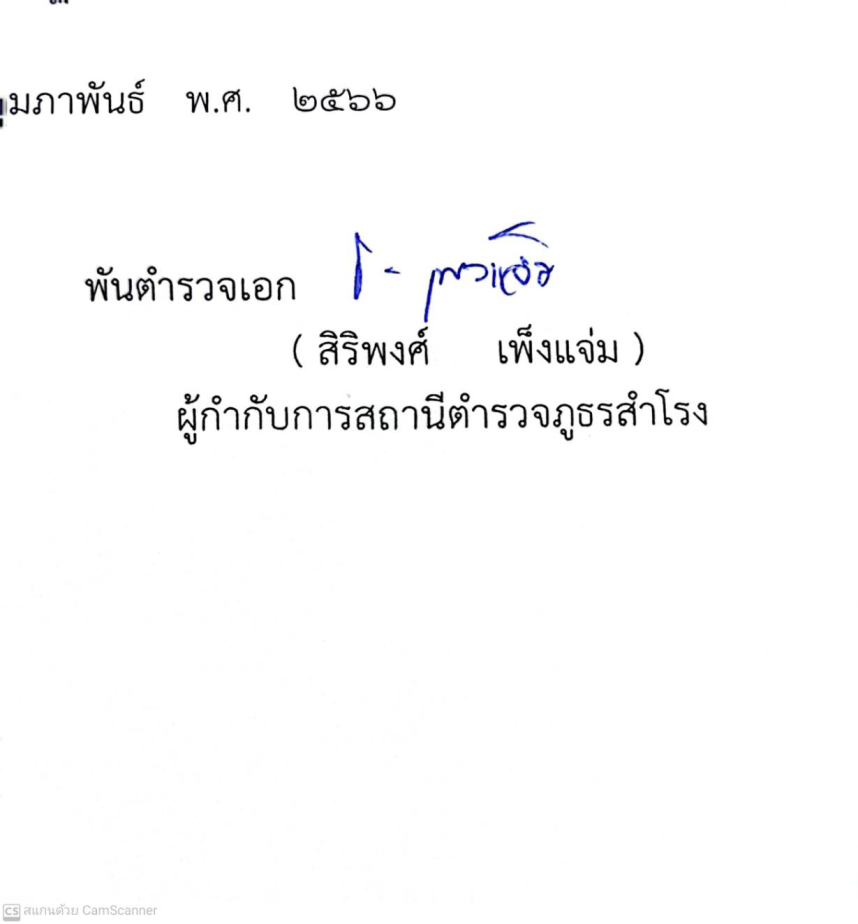 มภาพันธ์ พ.ศ. ๒๕๖๖
พันตำรวจเอก
( สิริพงศ์ เพ็งแจ่ม )
ผู้กำกับการสถานีตำรวจภูธรสำโรง
CS สแกนด้วย CamScanner